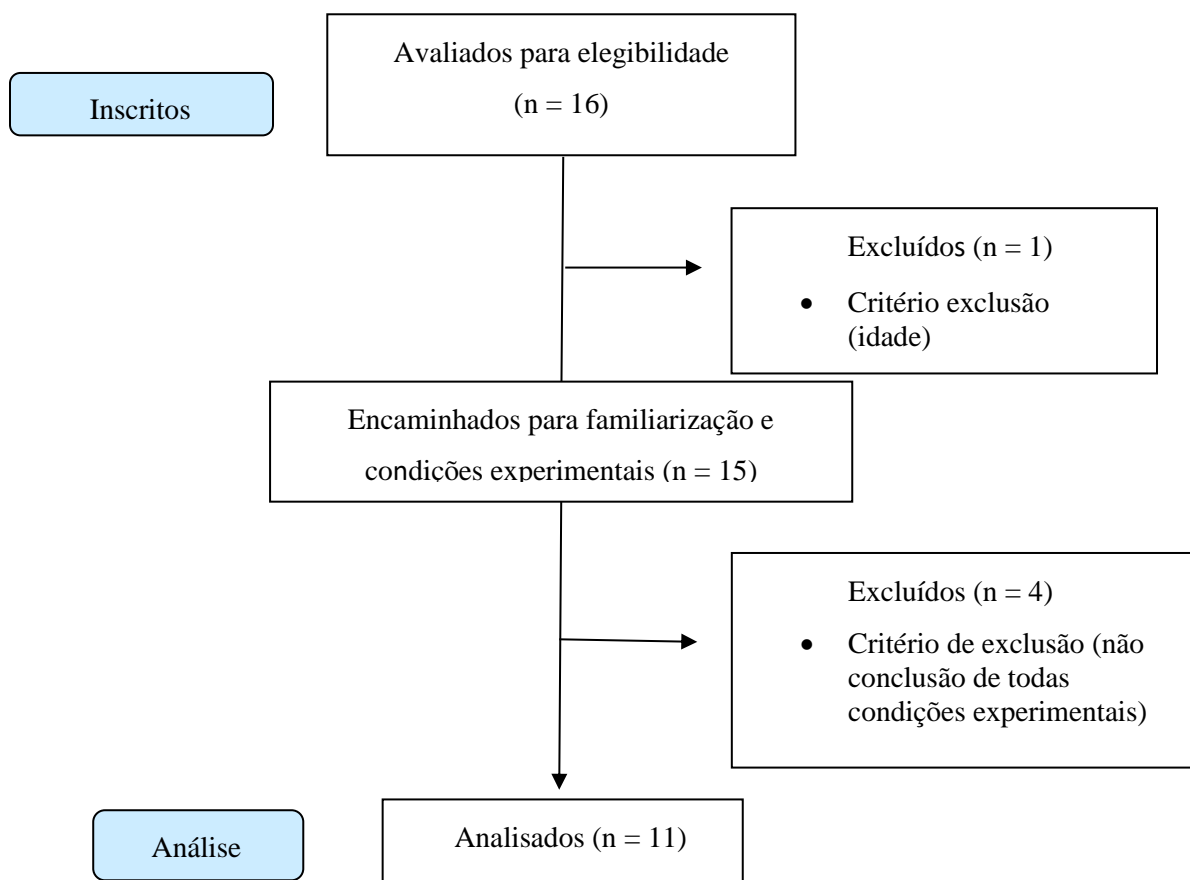 Avaliados para elegibilidade
(n = 16)
Inscritos
Excluídos (n = 1)
• Critério exclusão
(idade)
Encaminhados para familiarização e
condições experimentais (n = 15)
Excluídos (n = 4)
• Critério de exclusão (não
conclusão de todas
condições experimentais)
Analisados (n = 11)
Análise